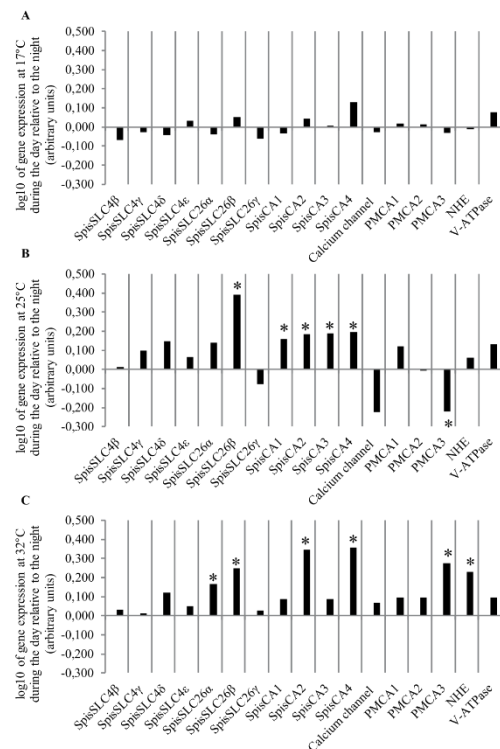 A
log10 of gene expression at 17°C
during the day relative to the night
(arbitrary units)
0,500
0,400
0,300
0,200
0,100
0,000
-0,100
-0,200
-0,300
SpisSLC4β
SpisSLC4γ
SpisSLC4δ
SpisSLC4ε
SpisSLC26α
SpisSLC26β
SpisSLC26γ
SpisCA1
SpisCA2
SpisCA3
SpisCA4
Calcium channel
PMCA1
PMCA2
PMCA3
NHE
V-ATPase
B
log10 of gene expression at 25°C
during the day relative to the night
(arbitrary units)
0,500
0,400
0,300
0,200
0,100
0,000
-0,100
-0,200
-0,300
*
*
*
*
*
*
SpisSLC4β
SpisSLC4γ
SpisSLC4δ
SpisSLC4ε
SpisSLC26α
SpisSLC26β
SpisSLC26γ
SpisCA1
SpisCA2
SpisCA3
SpisCA4
Calcium channel
PMCA1
PMCA2
PMCA3
NHE
V-ATPase
C
log10 of gene expression at 32°C
during the day relative to the night
(arbitrary units)
0,500
0,400
0,300
0,200
0,100
0,000
-0,100
-0,200
-0,300
*
*
*
*
*
*
SpisSLC4β
SpisSLC4γ
SpisSLC4δ
SpisSLC4ε
SpisSLC26α
SpisSLC26β
SpisSLC26γ
SpisCA1
SpisCA2
SpisCA3
SpisCA4
Calcium channel
PMCA1
PMCA2
PMCA3
NHE
V-ATPase